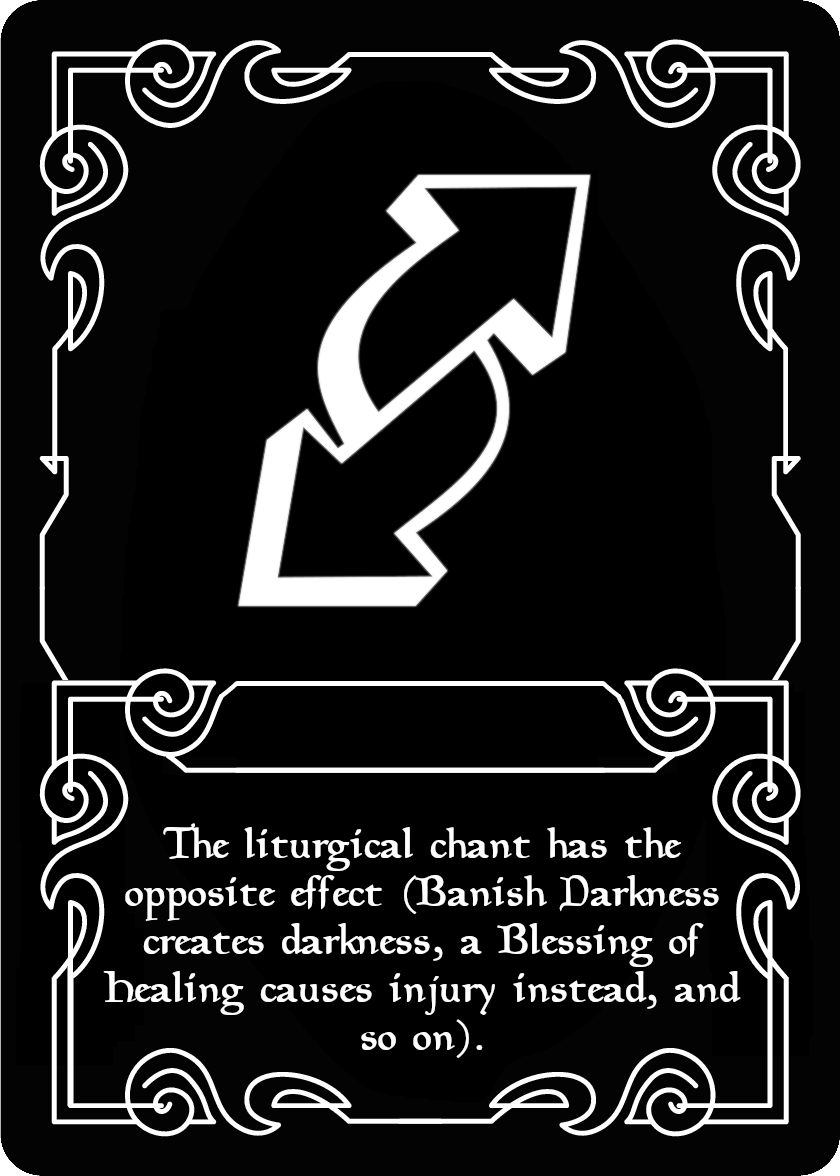 The liturgical chant has the
opposite effect (Banish Darkness
creates darkness, a Blessing of
Healing causes injury instead, and
so on).